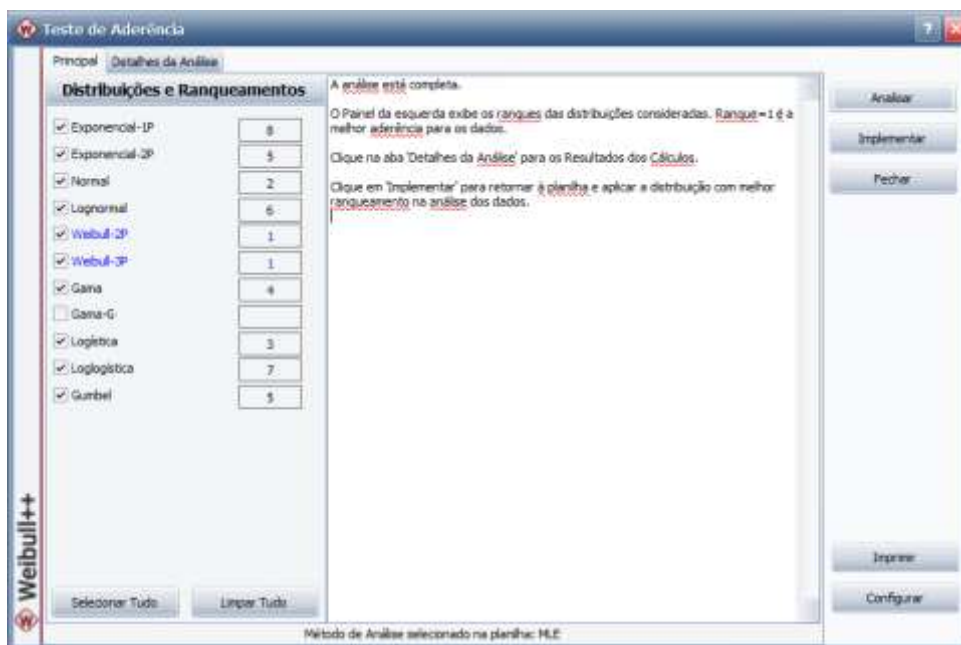 Teste de Aderência
?
Principal Detalhes da Análise
Distribuições e Ranqueamentos
Exponencial-1P 8
Exponencial-2P 5
Normal 2
Lognormal 6
Weibull-2P 1
Weibull-3P 1
Gama 4
Gama-G
Logística 3
Loglogística 7
Gumbel 5
Selecionar Tudo Limpar Tudo
A análise está completa.
O Painel da esquerda exibe os ranques das distribuições consideradas. Ranque=1 é a
melhor aderência para os dados.
Clique na aba 'Detalhes da Análise' para os Resultados dos Cálculos.
Clique em 'Implementar' para retornar à planilha e aplicar a distribuição com melhor
ranqueamento na análise dos dados.
Analisar
Implementar
Fechar
Imprimir
Configurar
Weibull++
Método de Análise selecionado na planilha: MLE